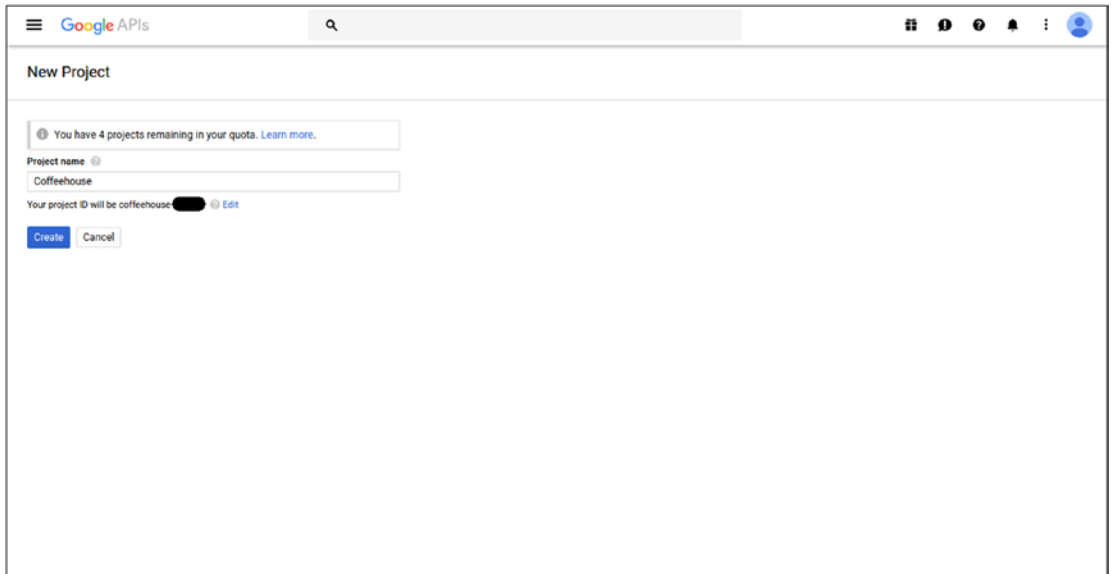 Google APIs
New Project
You have 4 projects remaining in your quota. Learn more.
Project name
Coffeehouse
Your project ID will be coffeehouse- Edit
Create Cancel